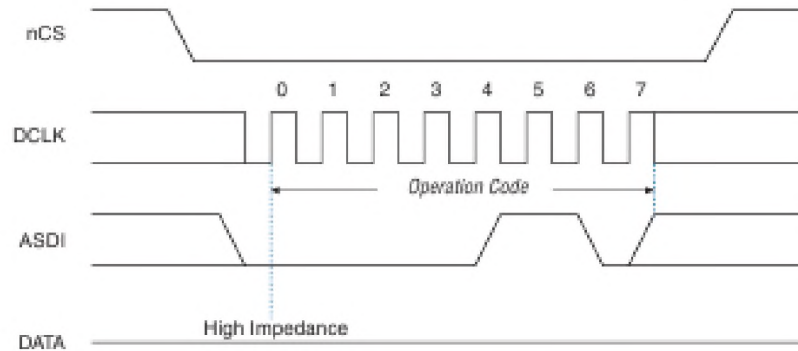 nCS
0 1 2 3 4 5 6 7
DCLK
Operation Code
ASDI
High Impedance
DATA